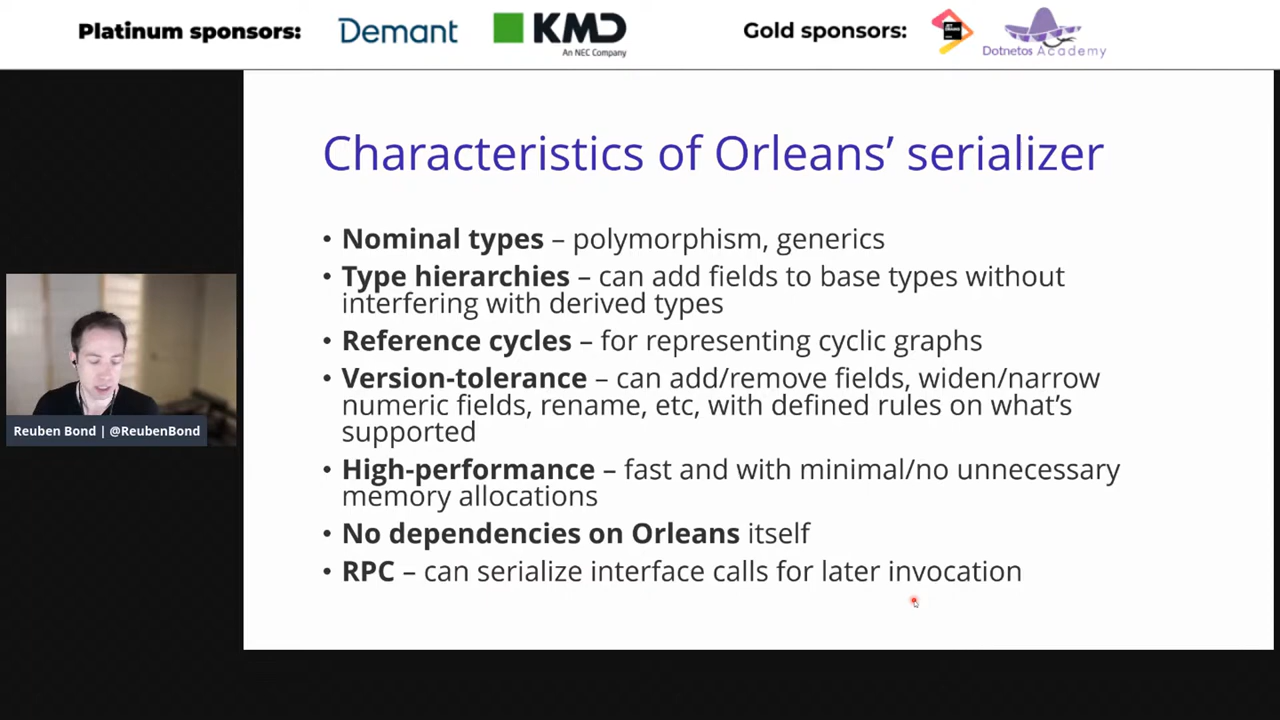 Platinum sponsors:
Demant
KMD
An NEC Company
Gold sponsors:
JET
BRAINS
Dotnetos Academy
Characteristics of Orleans’ serializer
• Nominal types – polymorphism, generics
• Type hierarchies – can add fields to base types without
interfering with derived types
• Reference cycles – for representing cyclic graphs
• Version-tolerance – can add/remove fields, widen/narrow
numeric fields, rename, etc, with defined rules on what’s
supported
• High-performance – fast and with minimal/no unnecessary
memory allocations
• No dependencies on Orleans itself
• RPC – can serialize interface calls for later invocation
Reuben Bond | @ReubenBond